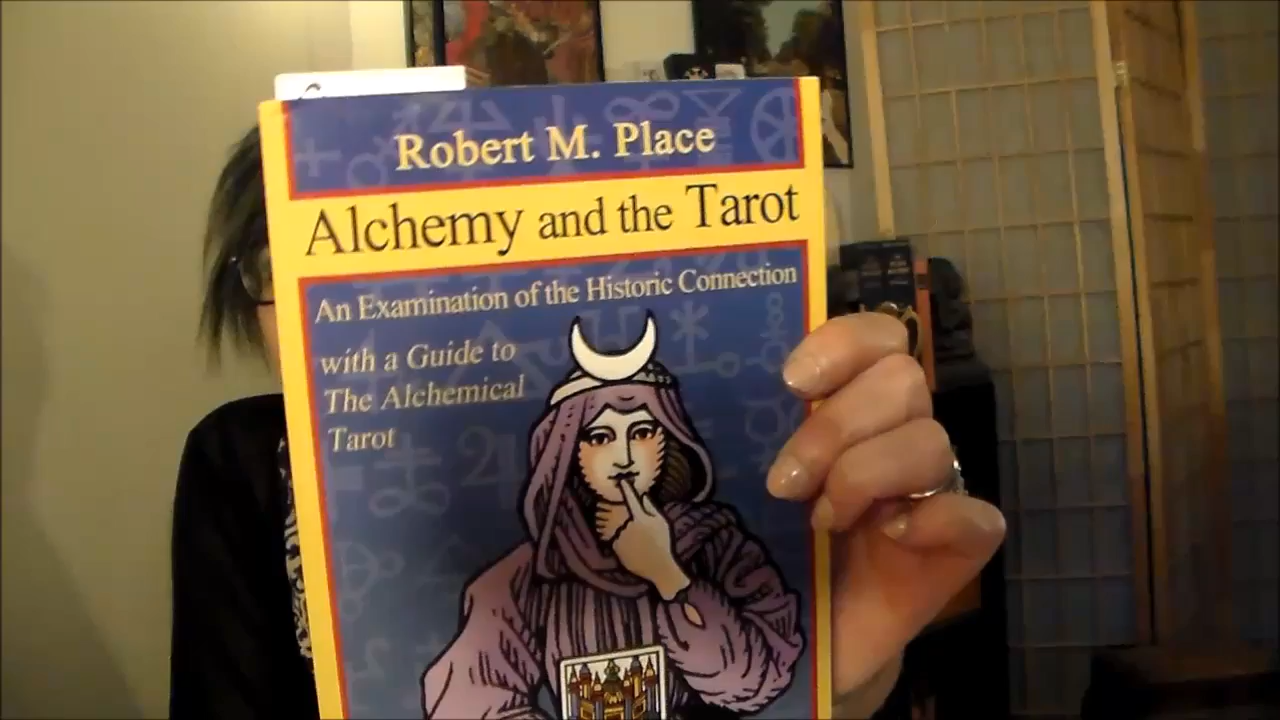 Robert M. Place
Alchemy and the Tarot
An Examination of the Historic Connection
with a Guide to
The Alchemical
Tarot